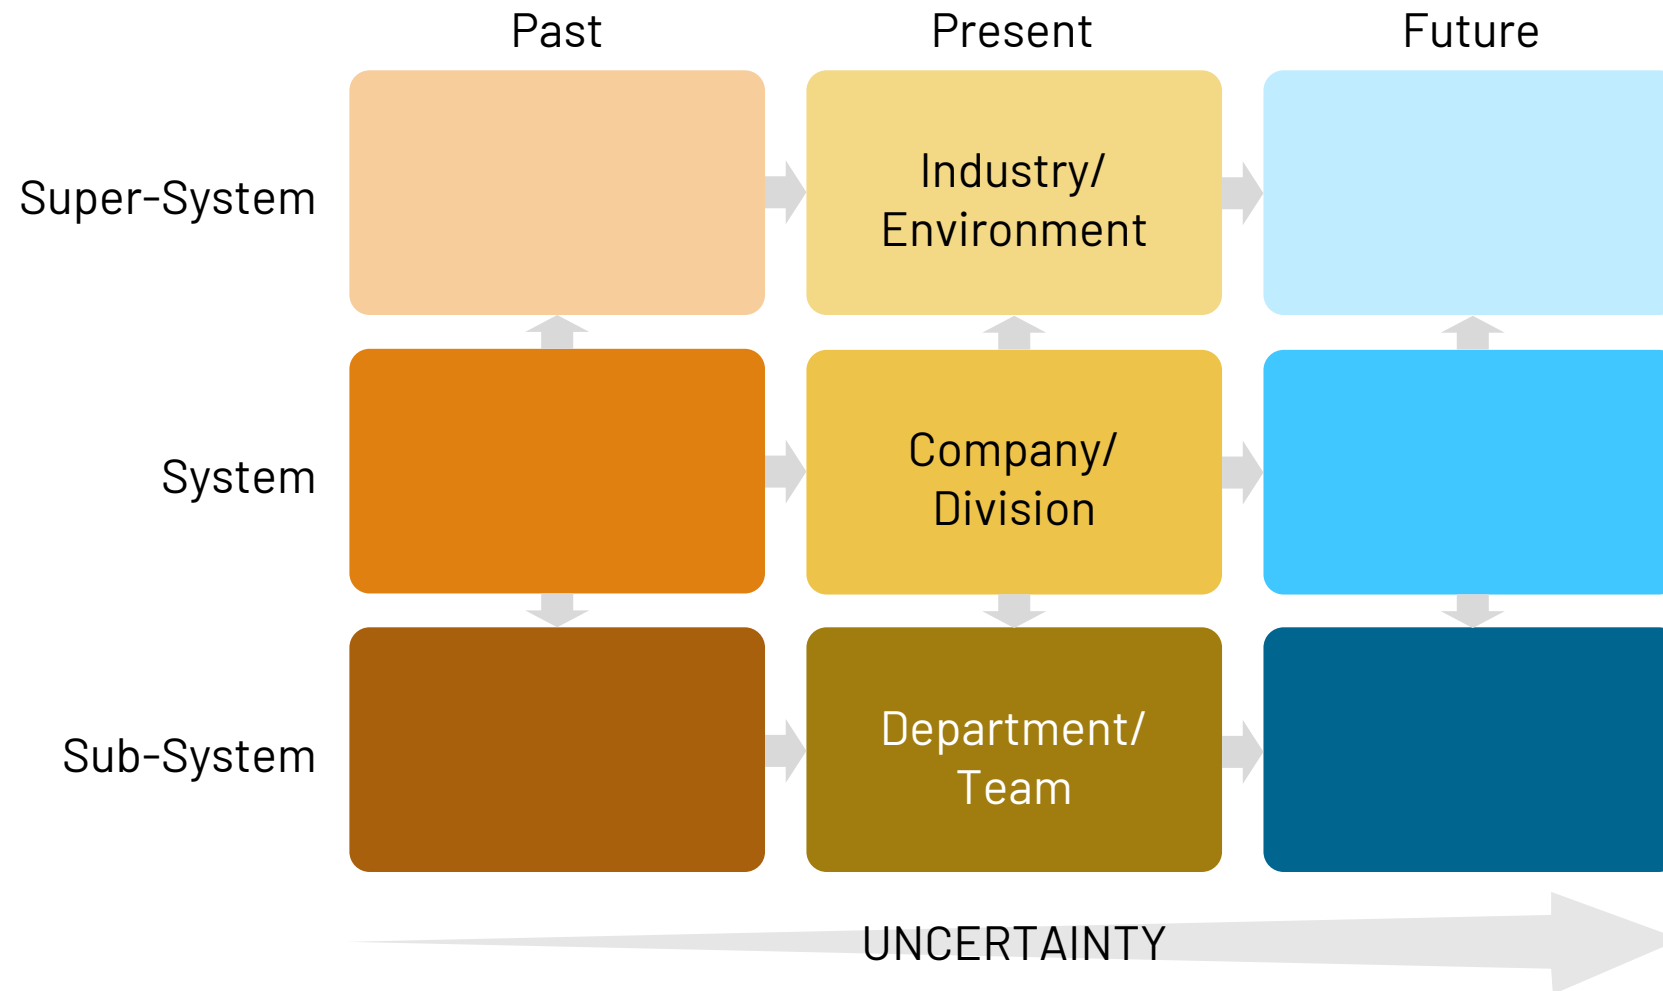 Past
Present
Future
Super-System
Industry/
Environment
System
Company/
Division
Sub-System
Department/
Team
UNCERTAINTY